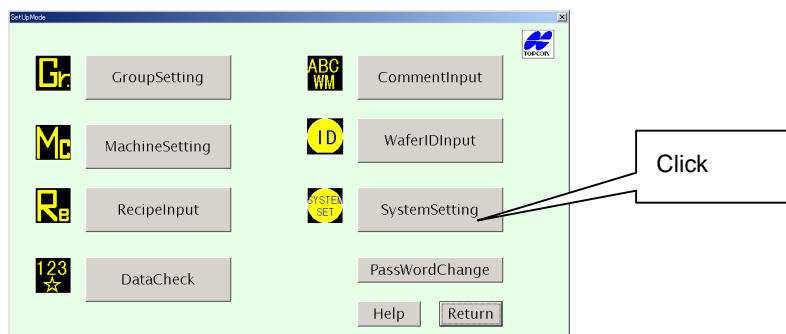 SetUpMode
TOPCON
Gr.
GroupSetting
ABC
WM
CommentInput
Mc
MachineSetting
ID
WaferIDInput
Click
Re
RecipeInput
SYSTEM
SET
SystemSetting
123
☆
DataCheck
PassWordChange
Help
Return